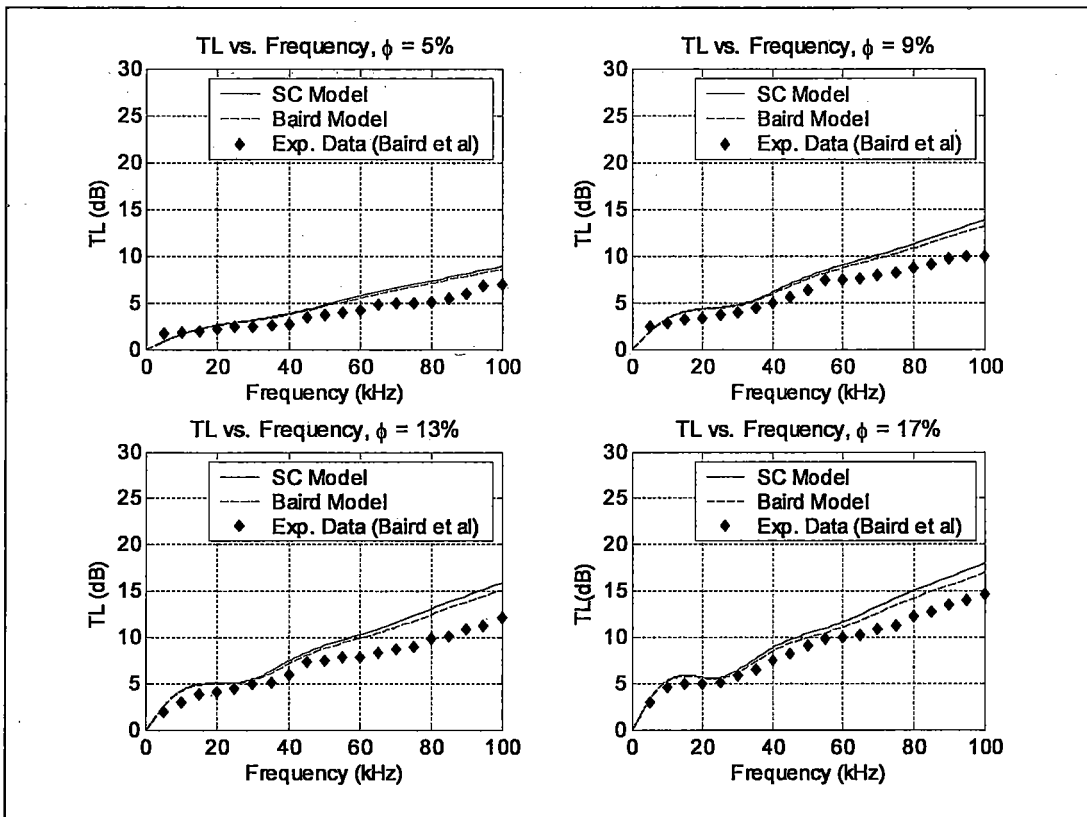 TL vs. Frequency, ϕ = 5%
30
25
20
15
10
5
0
TL (dB)
SC Model
Baird Model
Exp. Data (Baird et al)
0 20 40 60 80 100
Frequency (kHz)
TL vs. Frequency, ϕ = 9%
30
25
20
15
10
5
0
TL (dB)
SC Model
Baird Model
Exp. Data (Baird et al)
0 20 40 60 80 100
Frequency (kHz)
TL vs. Frequency, ϕ = 13%
30
25
20
15
10
5
0
TL (dB)
SC Model
Baird Model
Exp. Data (Baird et al)
0 20 40 60 80 100
Frequency (kHz)
TL vs. Frequency, ϕ = 17%
30
25
20
15
10
5
0
TL(dB)
SC Model
Baird Model
Exp. Data (Baird et al)
0 20 40 60 80 100
Frequency (kHz)